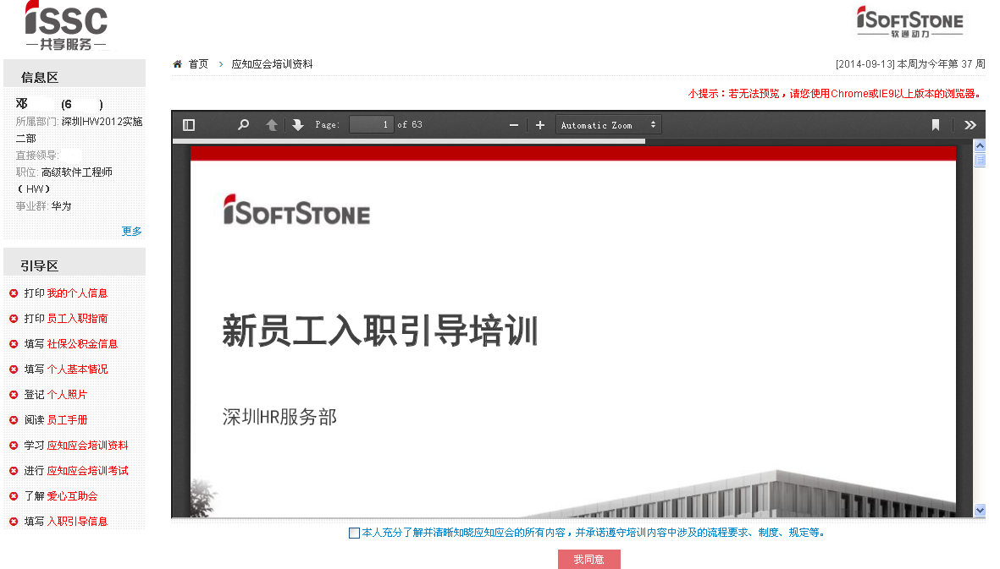 iSSC
共享服务
iSoftStone
软通动力
首页 > 应知应会培训资料
[2014-09-13] 本周为今年第 37 周
小提示：若无法预览，请您使用Chrome或IE9以上版本的浏览器。
信息区
邓 (6 )
所属部门: 深圳HW2012实施
二部
直接领导:
职位: 高级软件工程师
（HW）
事业群: 华为
更多
引导区
打印 我的个人信息
打印 员工入职指南
填写 社保公积金信息
填写 个人基本情况
登记 个人照片
阅读 员工手册
学习 应知应会培训资料
进行 应知应会培训考试
了解 爱心互助会
填写 入职引导信息
Page: 1 of 63
Automatic Zoom
iSoftStone
新员工入职引导培训
深圳HR服务部
本人充分了解并清晰知晓应知应会的所有内容，并承诺遵守培训内容中涉及的流程要求、制度、规定等。
我同意